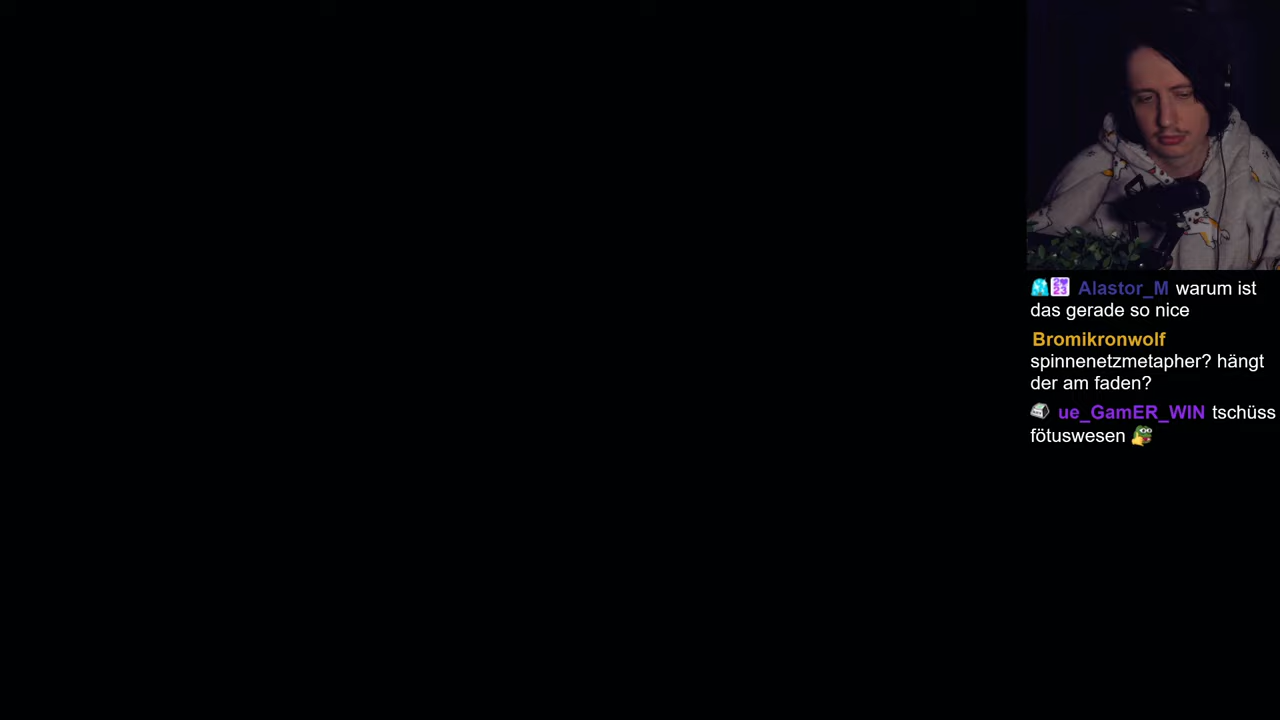 Alastor_M warum ist
das gerade so nice
Bromikronwolf
spinnenetzmetapher? hängt
der am faden?
ue_GamER_WIN tschüss
fötuswesen